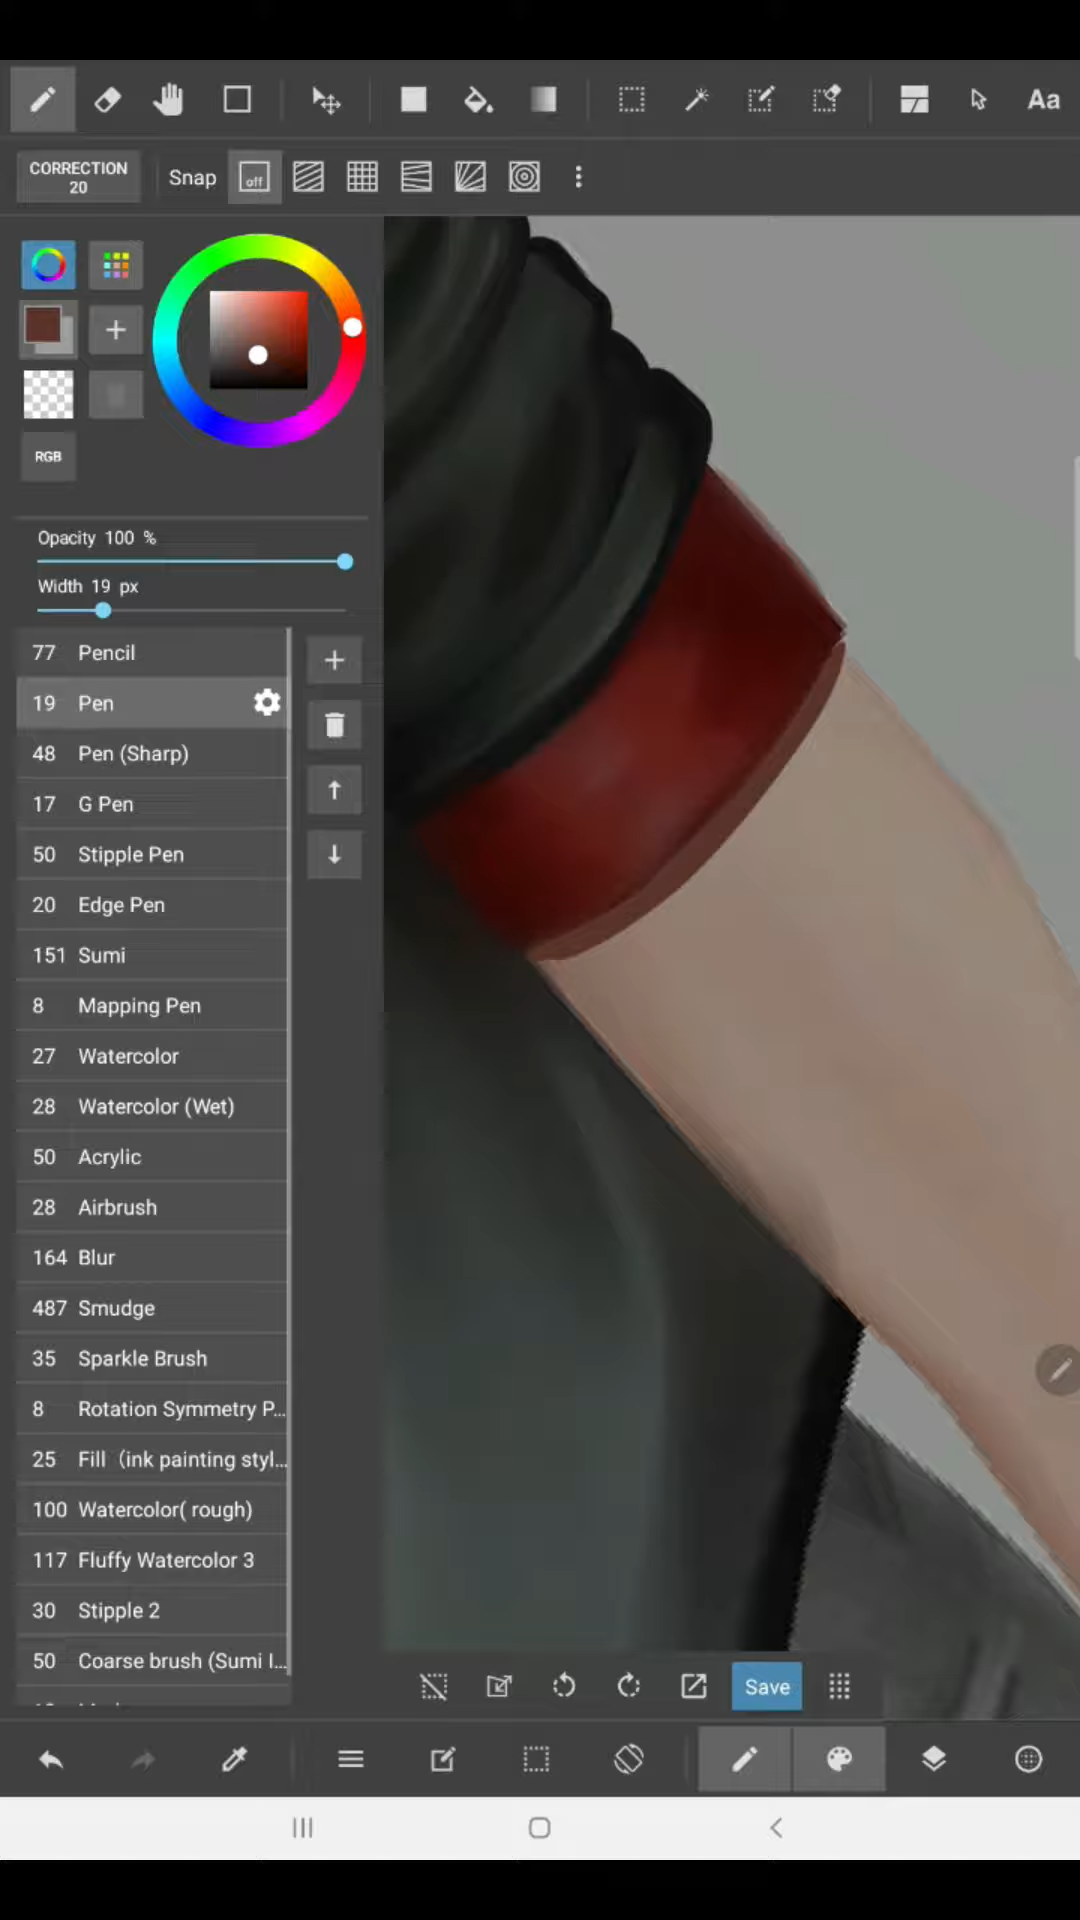 Aa
CORRECTION
20
Snap
off
RGB
Opacity 100 %
Width 19 px
77 Pencil
19 Pen
48 Pen (Sharp)
17 G Pen
50 Stipple Pen
20 Edge Pen
151 Sumi
8 Mapping Pen
27 Watercolor
28 Watercolor (Wet)
50 Acrylic
28 Airbrush
164 Blur
487 Smudge
35 Sparkle Brush
8 Rotation Symmetry P...
25 Fill（ink painting styl...
100 Watercolor( rough)
117 Fluffy Watercolor 3
30 Stipple 2
50 Coarse brush (Sumi I...
Save